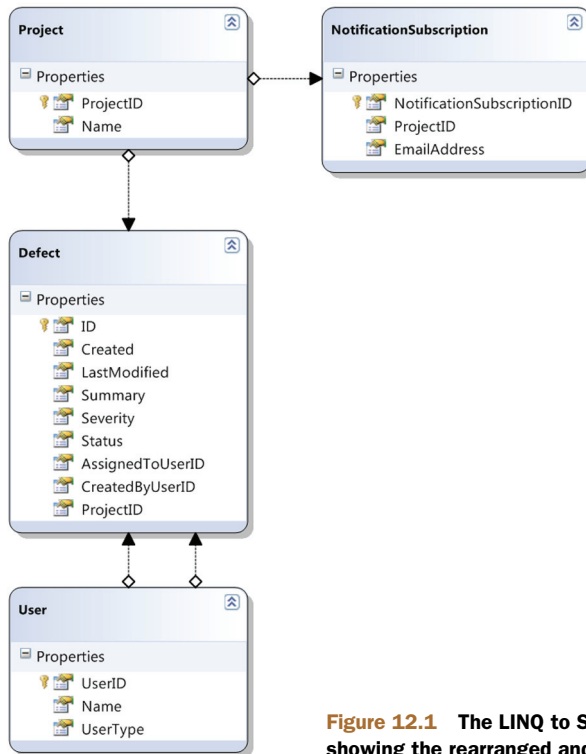 Project
Properties
ProjectID
Name
NotificationSubscription
Properties
NotificationSubscriptionID
ProjectID
EmailAddress
Defect
Properties
ID
Created
LastModified
Summary
Severity
Status
AssignedToUserID
CreatedByUserID
ProjectID
User
Properties
UserID
Name
UserType
Figure 12.1 The LINQ to
showing the rearranged and